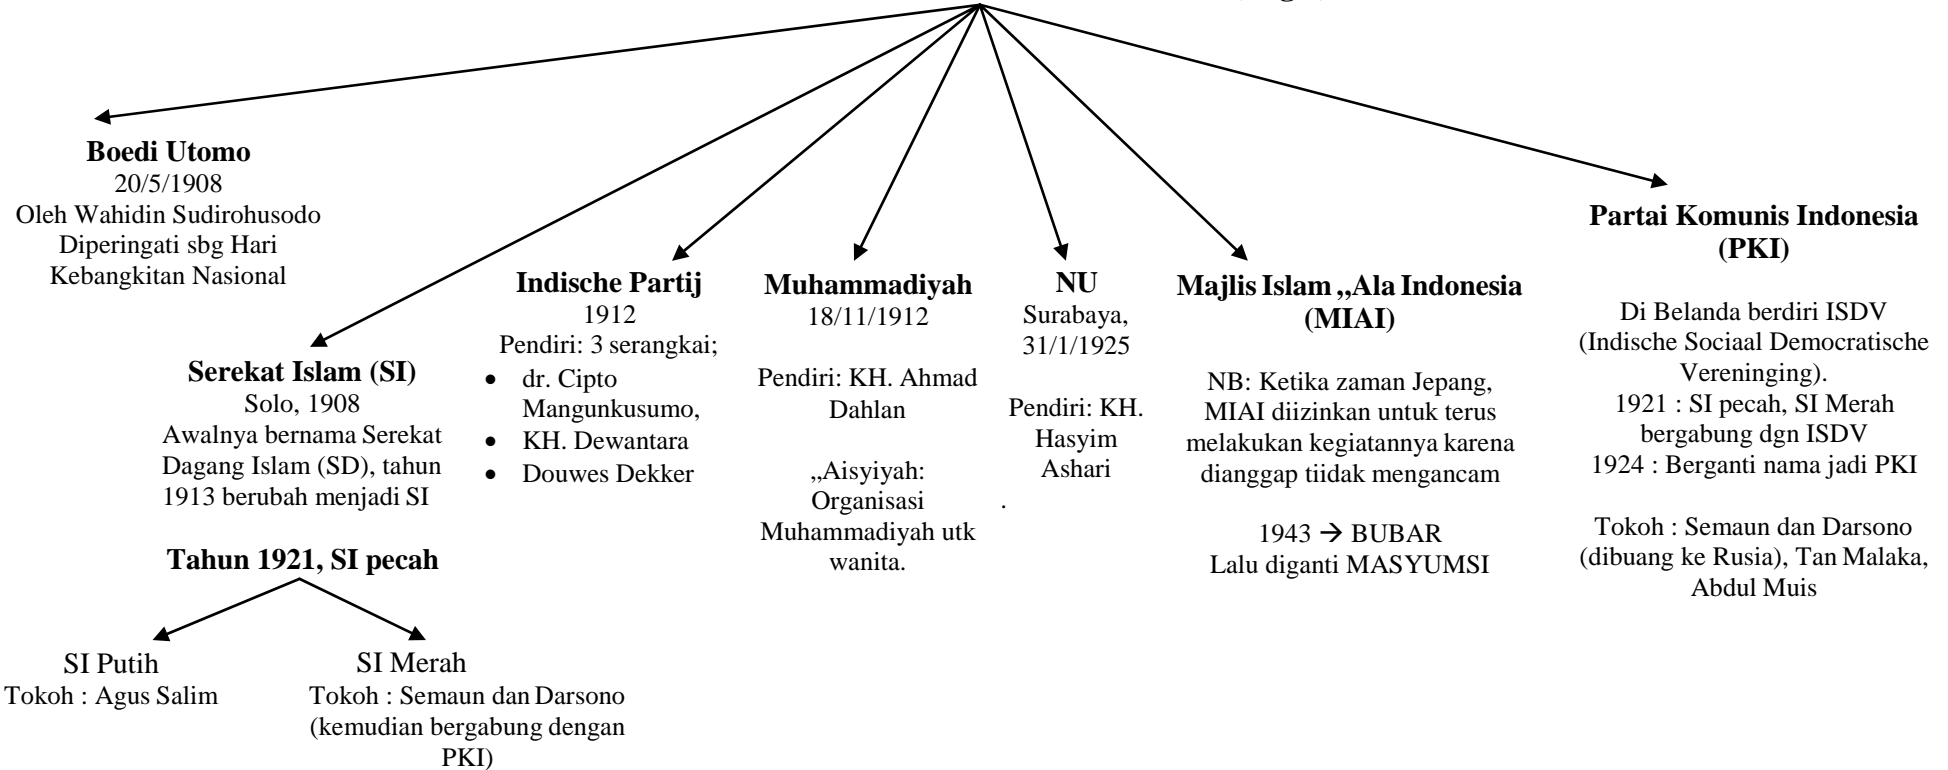 Boedi Utomo
20/5/1908
Oleh Wahidin Sudirohusodo
Diperingati sbg Hari
Kebangkitan Nasional
Serekat Islam (SI)
Solo, 1908
Awalnya bernama Serekat
Dagang Islam (SD), tahun
1913 berubah menjadi SI
Tahun 1921, SI pecah
SI Putih
Tokoh : Agus Salim
SI Merah
Tokoh : Semaun dan Darsono
(kemudian bergabung dengan
PKI)
Indische Partij
1912
Pendiri: 3 serangkai;
• dr. Cipto
Mangunkusumo,
• KH. Dewantara
• Douwes Dekker
Muhammadiyah
18/11/1912
Pendiri: KH. Ahmad
Dahlan
„Aisyiyah:
Organisasi
Muhammadiyah utk
wanita.
NU
Surabaya,
31/1/1925
Pendiri: KH.
Hasyim
Ashari
.
Majlis Islam „Ala Indonesia
(MIAI)
NB: Ketika zaman Jepang,
MIAI diizinkan untuk terus
melakukan kegiatannya karena
dianggap tiidak mengancam
1943 → BUBAR
Lalu diganti MASYUMSI
Partai Komunis Indonesia
(PKI)
Di Belanda berdiri ISDV
(Indische Sociaal Democratische
Vereninging).
1921 : SI pecah, SI Merah
bergabung dgn ISDV
1924 : Berganti nama jadi PKI
Tokoh : Semaun dan Darsono
(dibuang ke Rusia), Tan Malaka,
Abdul Muis